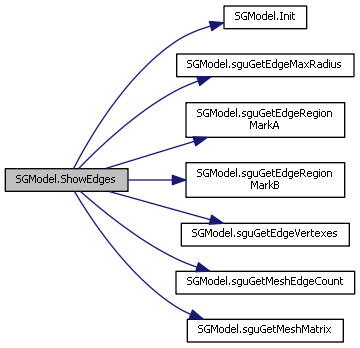 SGModel.Init
SGModel.sguGetEdgeMaxRadius
SGModel.sguGetEdgeRegion
MarkA
SGModel.ShowEdges
SGModel.sguGetEdgeRegion
MarkB
SGModel.sguGetEdgeVertexes
SGModel.sguGetMeshEdgeCount
SGModel.sguGetMeshMatrix